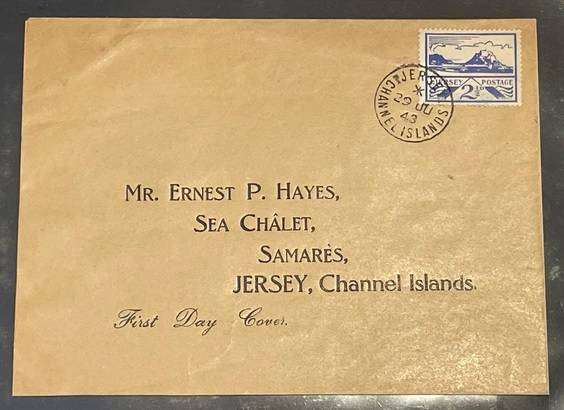 JERSEY POSTAGE
2½D
JERSEY
29 JU
43
CHANNEL ISLANDS
MR. ERNEST P. HAYES,
SEA CHÂLET,
SAMARÈS,
JERSEY, Channel Islands.
First Day Cover.